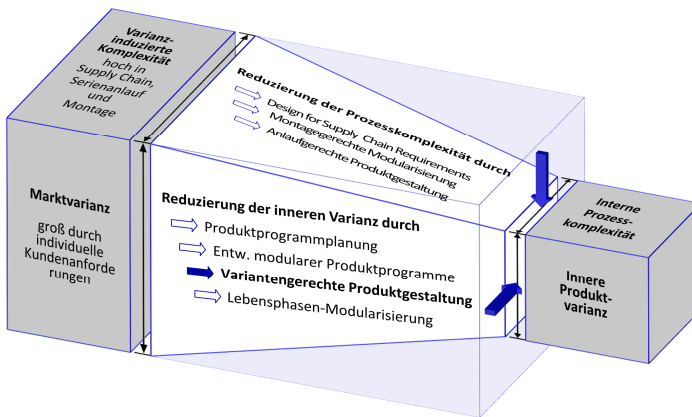 Varianz-
induzierte
Komplexität
hoch in
Supply Chain,
Serienanlauf
und
Montage
Reduzierung der Prozesskomplexität durch
Design for Supply Chain Requirements
Montagegerechte Modularisierung
Anlaufgerechte Produktgestaltung
Marktvarianz
groß durch
individuelle
Kundenanforde
rungen
Reduzierung der inneren Varianz durch
Produktprogrammplanung
Entw. modularer Produktprogramme
Variantengerechte Produktgestaltung
Lebensphasen-Modularisierung
Interne
Prozess-
komplexität
Innere
Produkt-
varianz